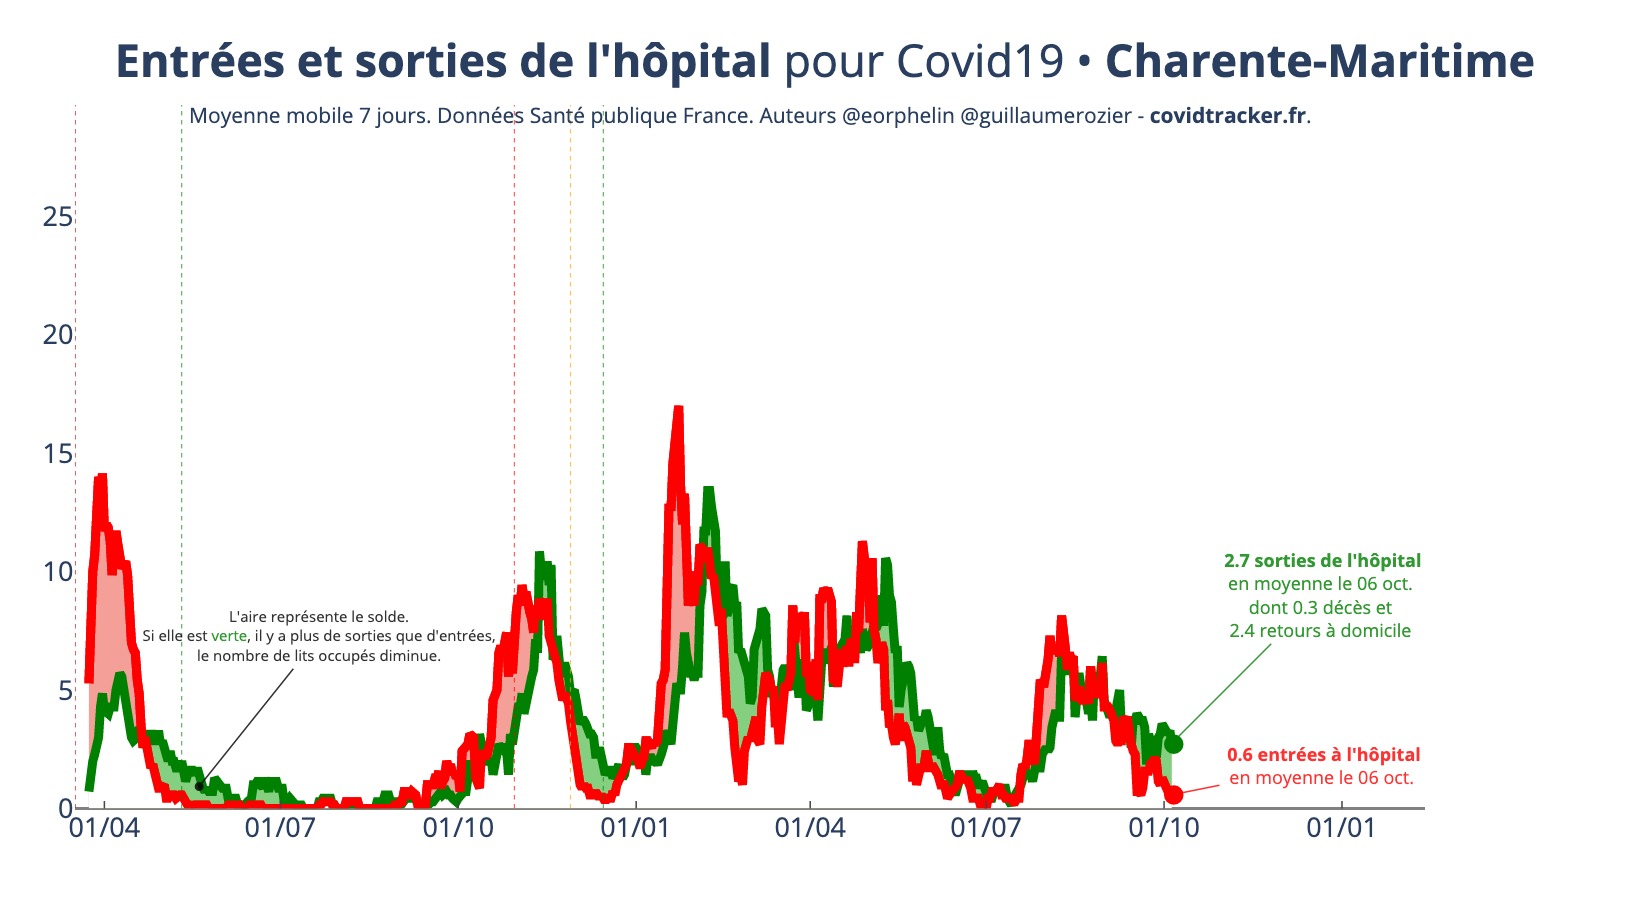 Entrées et sorties de l'hôpital pour Covid19 • Charente-Maritime
Moyenne mobile 7 jours. Données Santé publique France. Auteurs @eorphelin @guillaumerozier - covidtracker.fr.
25
20
15
10
5
0
L'aire représente le solde.
Si elle est verte, il y a plus de sorties que d'entrées,
le nombre de lits occupés diminue.
2.7 sorties de l'hôpital
en moyenne le 06 oct.
dont 0.3 décès et
2.4 retours à domicile
0.6 entrées à l'hôpital
en moyenne le 06 oct.
01/04 01/07 01/10 01/01 01/04 01/07 01/10 01/01